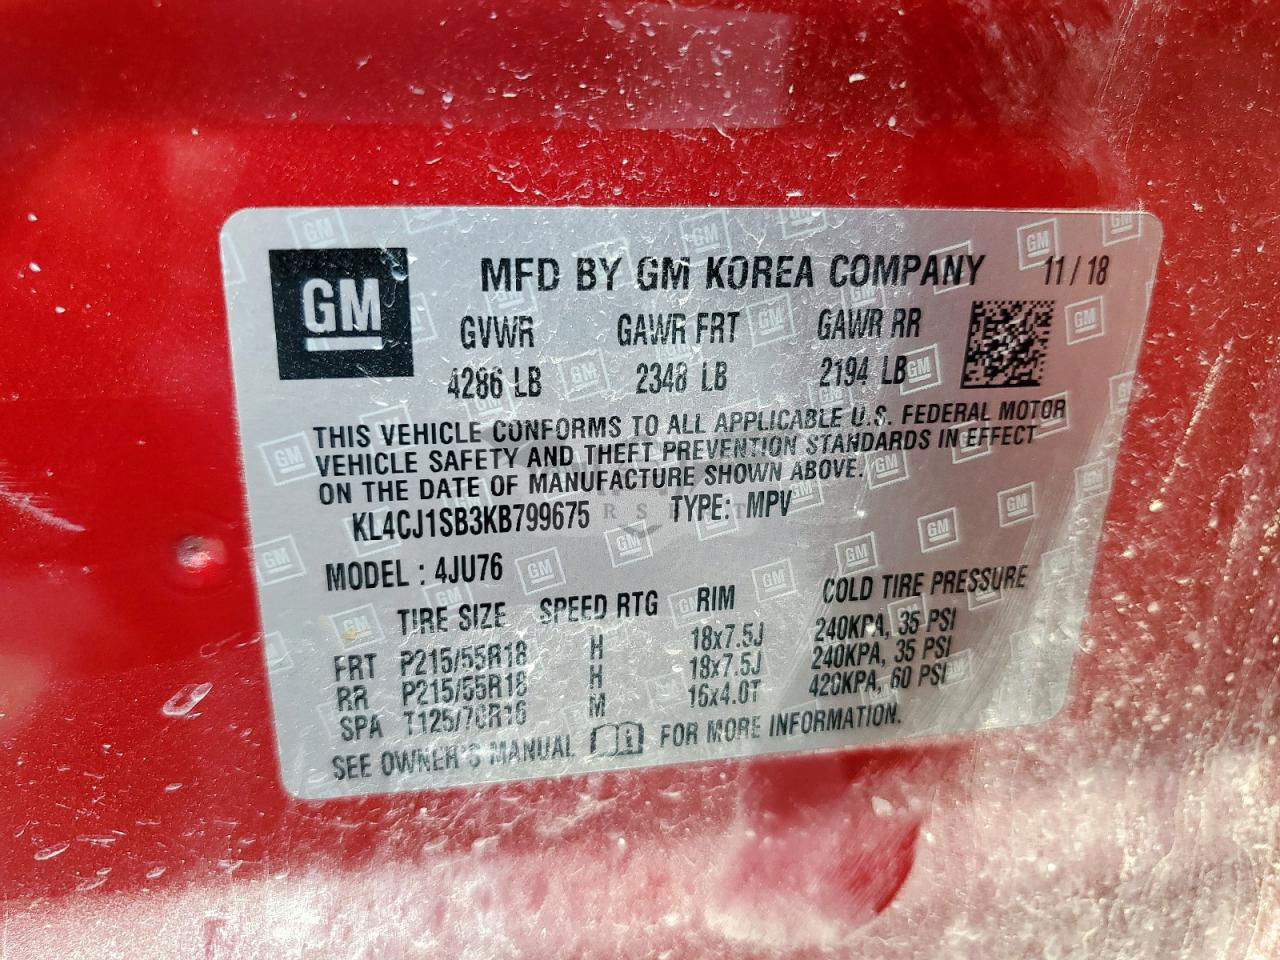 GM
MFD BY GM KOREA COMPANY 11/18
GVWR GAWR FRT GAWR RR
4286 LB 2348 LB 2194 LB
THIS VEHICLE CONFORMS TO ALL APPLICABLE U.S. FEDERAL MOTOR
VEHICLE SAFETY AND THEFT PREVENTION STANDARDS IN EFFECT
ON THE DATE OF MANUFACTURE SHOWN ABOVE.
KL4CJ1SB3KB799675 TYPE: MPV
MODEL : 4JU76
TIRE SIZE SPEED RTG RIM COLD TIRE PRESSURE
FRT P215/55R18 H 18x7.5J 240KPA, 35 PSI
RR P215/55R18 H 18x7.5J 240KPA, 35 PSI
SPA T125/70R16 M 16x4.0T 420KPA, 60 PSI
SEE OWNER'S MANUAL FOR MORE INFORMATION.